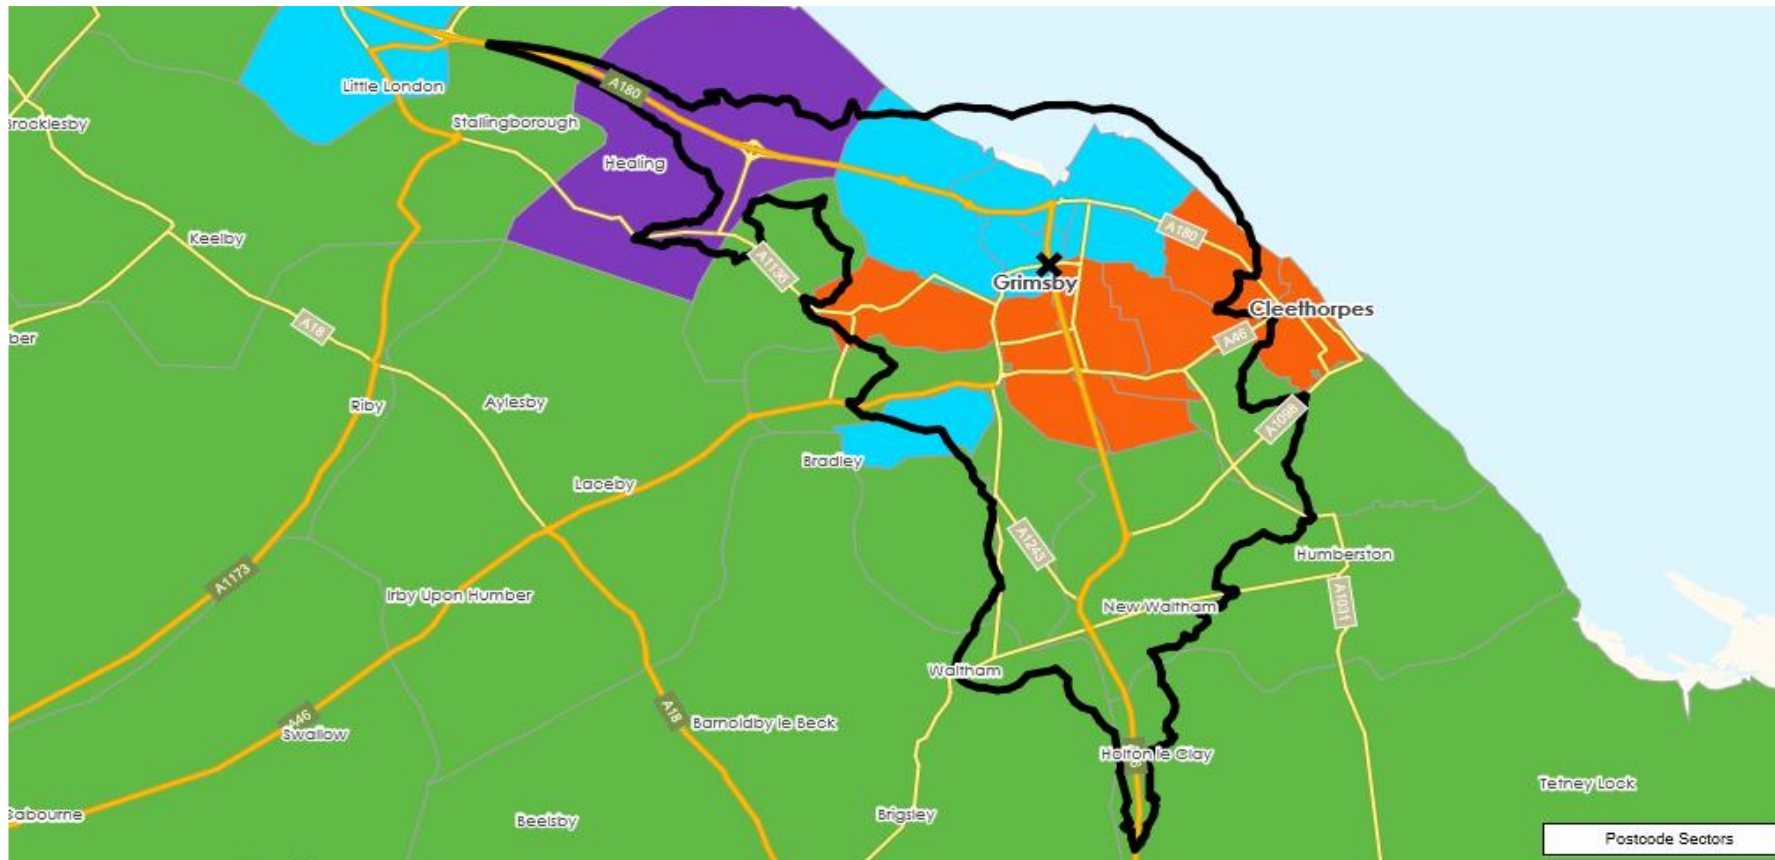 Little London
A180
Brocklesby
Stallingborough
Healing
Keelby
A180
A1136
Grimsby
Cleethorpes
A18
ber
A46
Riby
Aylesby
A1098
Bradley
Laceby
A1243
Humberston
A1173
Irby Upon Humber
New Waltham
A1031
Waltham
A46
Swallow
A18
Barnoldby le Beck
Holton le Clay
Tetney Lock
Cabourne
Beelsby
Brigsley
Postcode Sectors